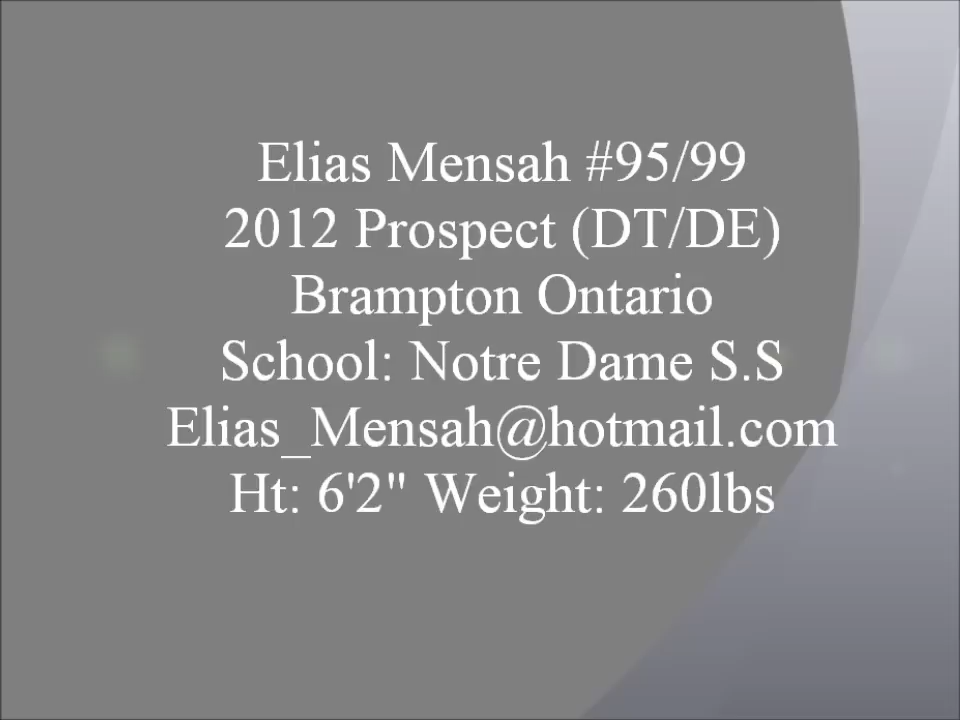 Elias Mensah #95/99
2012 Prospect (DT/DE)
Brampton Ontario
School: Notre Dame S.S
Elias_Mensah@hotmail.com
Ht: 6'2" Weight: 260lbs